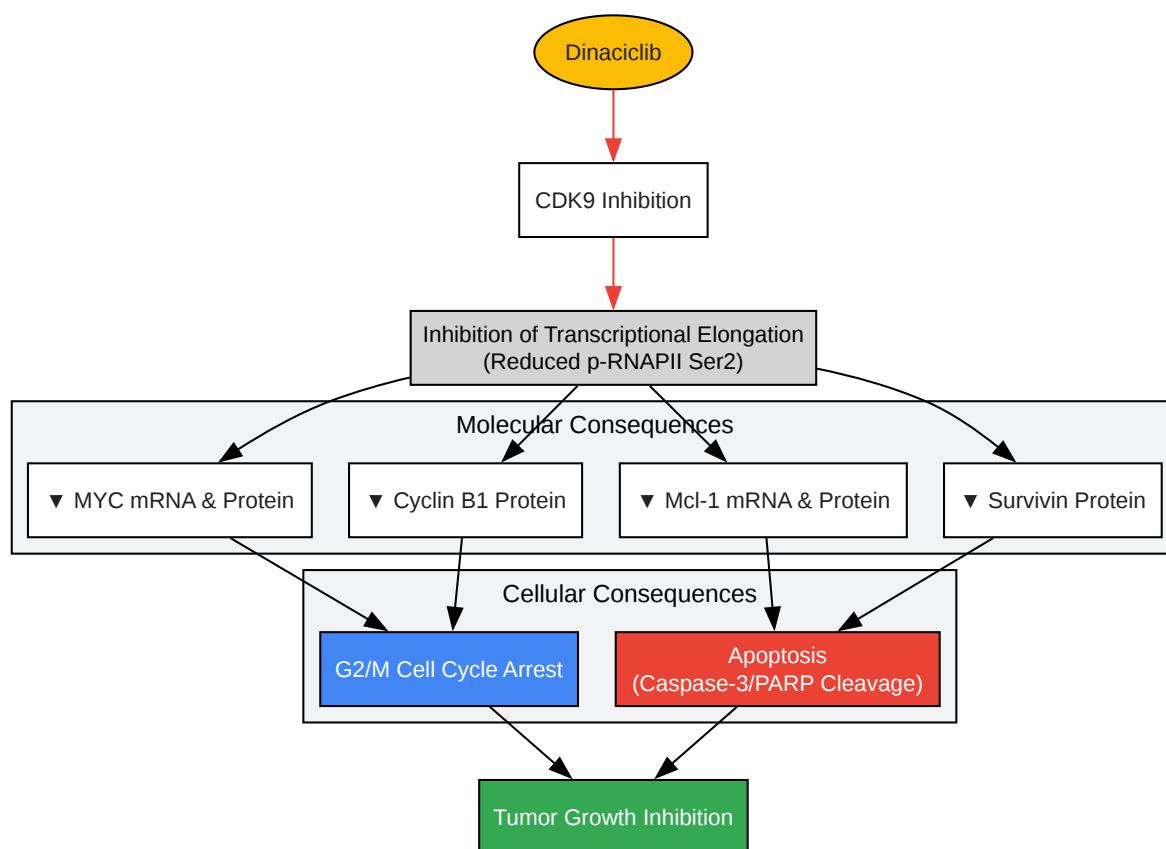 Dinaciclib
CDK9 Inhibition
Inhibition of Transcriptional Elongation
(Reduced p-RNAPII Ser2)
Molecular Consequences
▼ MYC mRNA & Protein
▼ Cyclin B1 Protein
▼ Mcl-1 mRNA & Protein
▼ Survivin Protein
Cellular Consequences
G2/M Cell Cycle Arrest
Apoptosis
(Caspase-3/PARP Cleavage)
Tumor Growth Inhibition